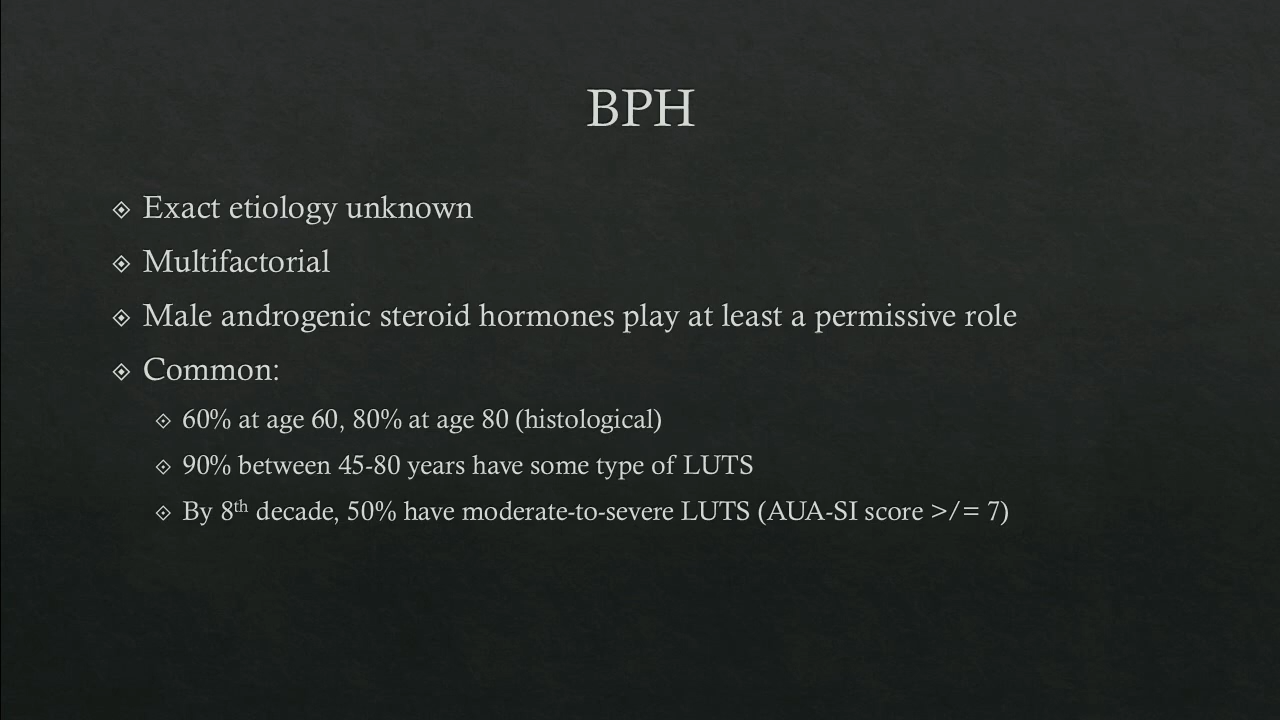 BPH
Exact etiology unknown
Multifactorial
Male androgenic steroid hormones play at least a permissive role
Common:
60% at age 60, 80% at age 80 (histological)
90% between 45-80 years have some type of LUTS
By 8th decade, 50% have moderate-to-severe LUTS (AUA-SI score >/= 7)